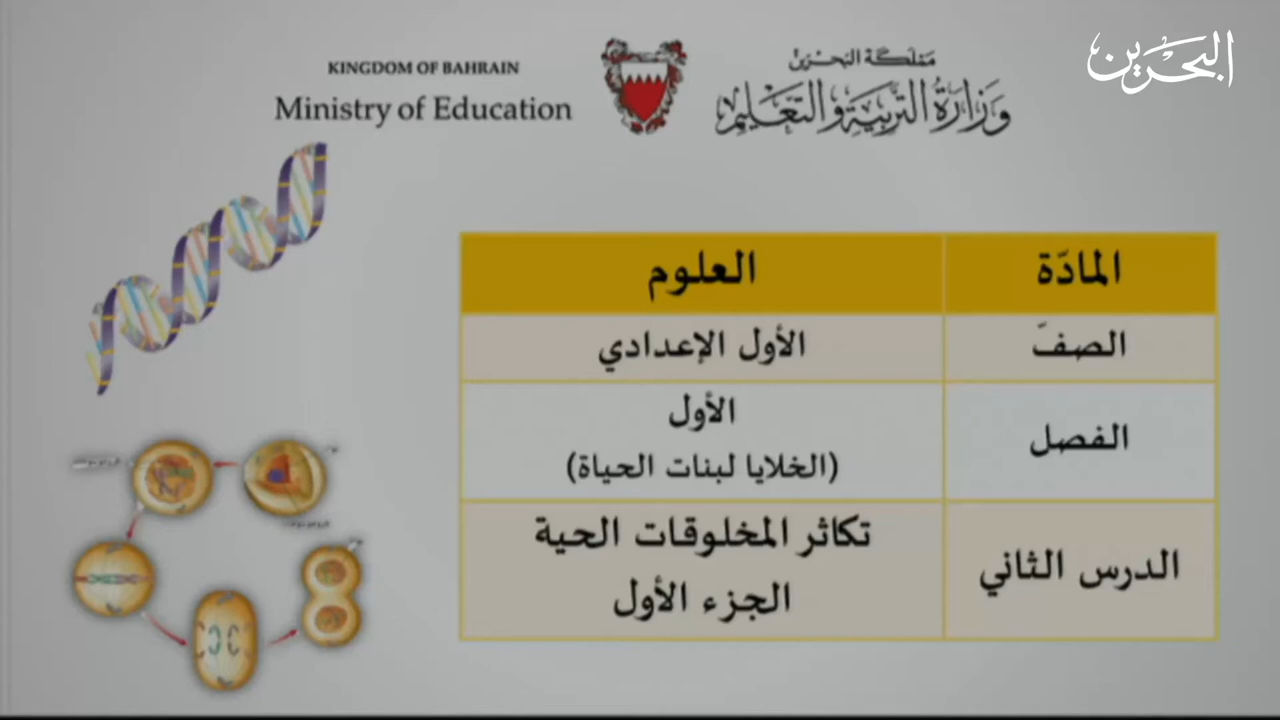 البحرين
مملكة البحرين
وزارة التربية والتعليم
KINGDOM OF BAHRAIN
Ministry of Education
المادّة
العلوم
الصفّ
الأول الإعدادي
الفصل
الأول
(الخلايا لبنات الحياة)
الدرس الثاني
تكاثر المخلوقات الحية
الجزء الأول